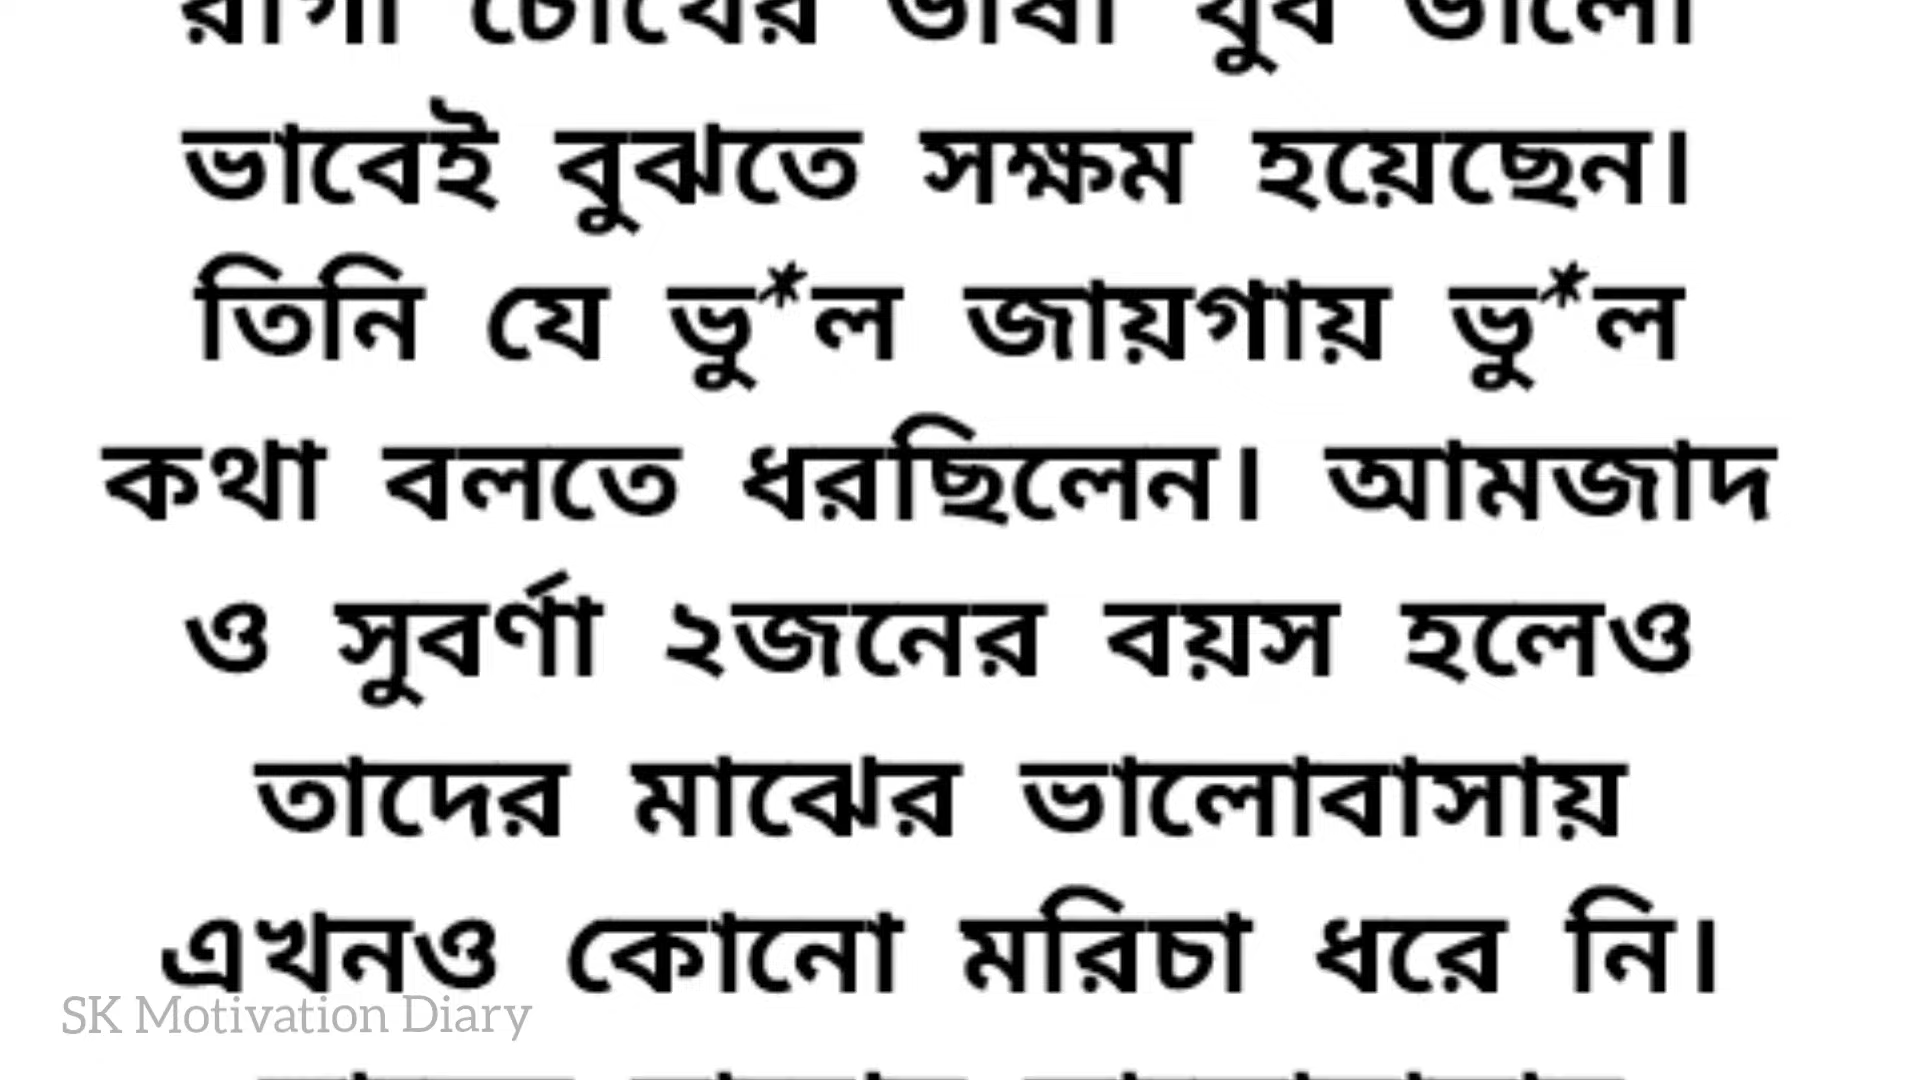 রাগী চোখের ভাষা খুব ভালো
ভাবেই বুঝতে সক্ষম হয়েছেন।
তিনি যে ভু*ল জায়গায় ভু*ল
কথা বলতে ধরছিলেন। আমজাদ
ও সুবর্ণা ২জনের বয়স হলেও
তাদের মাঝের ভালোবাসায়
এখনও কোনো মরিচা ধরে নি।
SK Motivation Diary